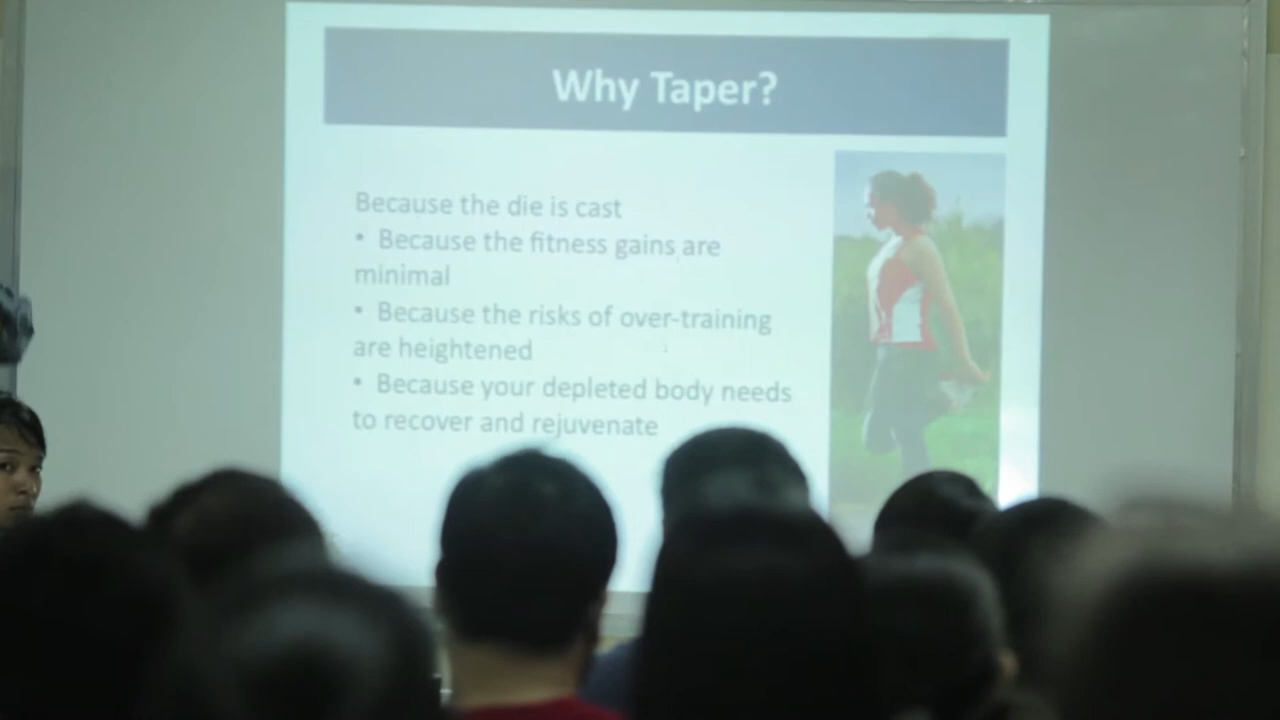 Why Taper?
Because the die is cast
• Because the fitness gains are
minimal
• Because the risks of over-training
are heightened
• Because your depleted body needs
to recover and rejuvenate